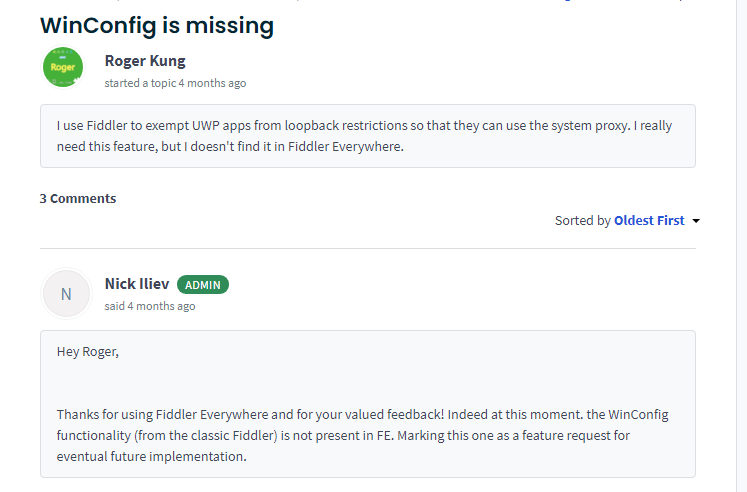 WinConfig is missing
Roger
Roger Kung
started a topic 4 months ago
I use Fiddler to exempt UWP apps from loopback restrictions so that they can use the system proxy. I really
need this feature, but I doesn't find it in Fiddler Everywhere.
3 Comments
Sorted by Oldest First
N
Nick Iliev ADMIN
said 4 months ago
Hey Roger,
Thanks for using Fiddler Everywhere and for your valued feedback! Indeed at this moment. the WinConfig
functionality (from the classic Fiddler) is not present in FE. Marking this one as a feature request for
eventual future implementation.